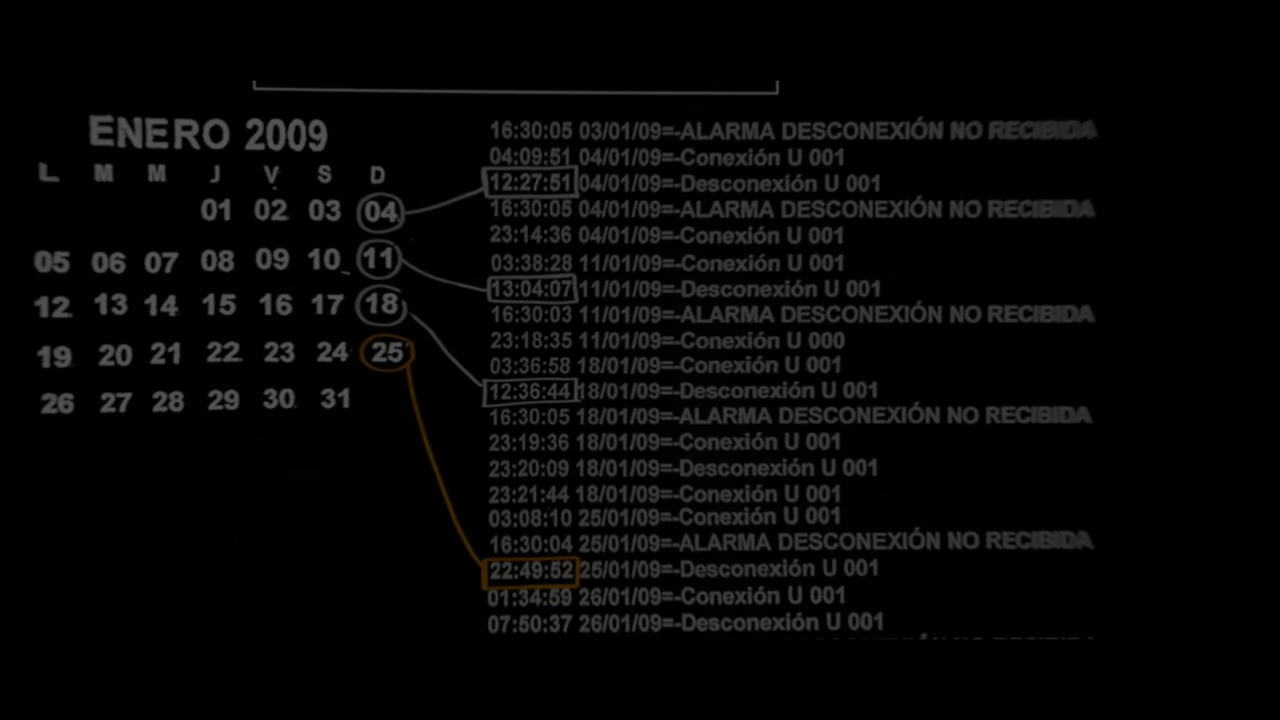 ENERO 2009
L M M J V S D
01 02 03 04
05 06 07 08 09 10 11
12 13 14 15 16 17 18
19 20 21 22 23 24 25
26 27 28 29 30 31
16:30:05 03/01/09=-ALARMA DESCONEXIÓN NO RECIBIDA
04:09:51 04/01/09=-Conexión U 001
12:27:51 04/01/09=-Desconexión U 001
16:30:05 04/01/09=-ALARMA DESCONEXIÓN NO RECIBIDA
23:14:36 04/01/09=-Conexión U 001
03:38:28 11/01/09=-Conexión U 001
13:04:07 11/01/09=-Desconexión U 001
16:30:03 11/01/09=-ALARMA DESCONEXIÓN NO RECIBIDA
23:18:35 11/01/09=-Conexión U 000
03:36:58 18/01/09=-Conexión U 001
12:36:44 18/01/09=-Desconexión U 001
16:30:05 18/01/09=-ALARMA DESCONEXIÓN NO RECIBIDA
23:19:36 18/01/09=-Conexión U 001
23:20:09 18/01/09=-Desconexión U 001
23:21:44 18/01/09=-Conexión U 001
03:08:10 25/01/09=-Conexión U 001
16:30:04 25/01/09=-ALARMA DESCONEXIÓN NO RECIBIDA
22:49:52 25/01/09=-Desconexión U 001
01:34:59 26/01/09=-Conexión U 001
07:50:37 26/01/09=-Desconexión U 001